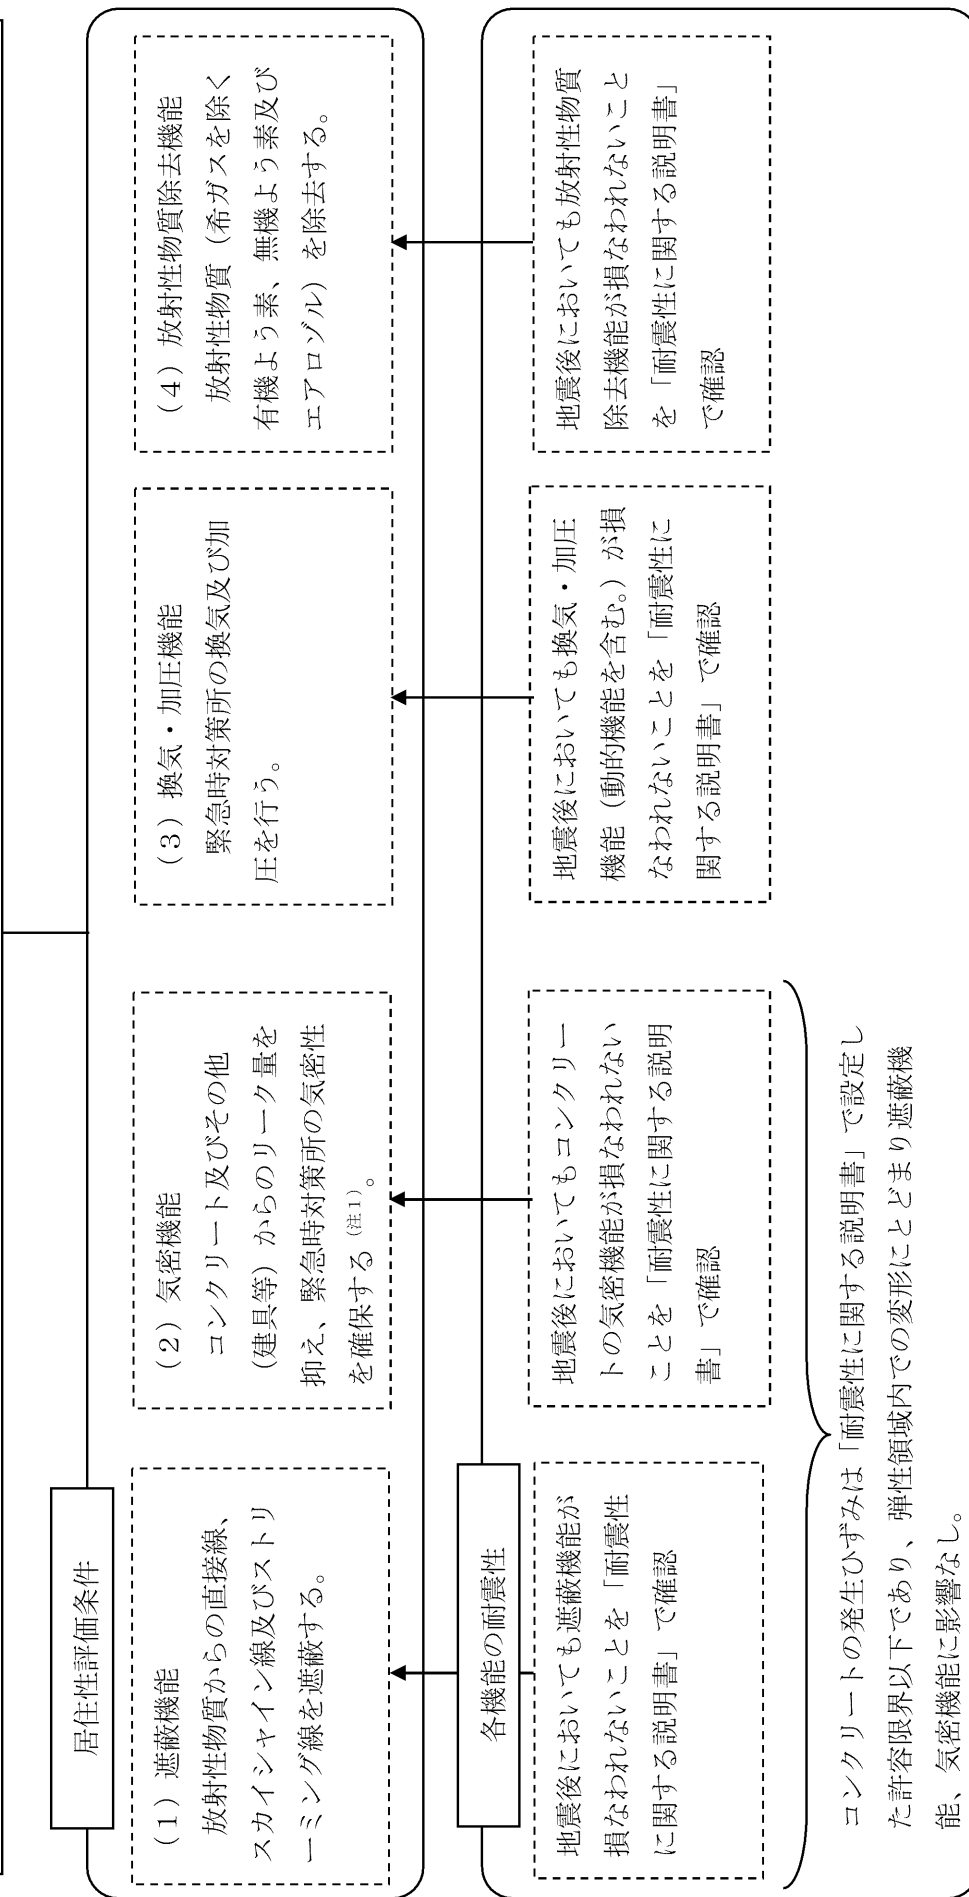 居住性評価条件
(1) 遮蔽機能
放射性物質からの直接線、
スカイシャイン線及びストリ
ーミング線を遮蔽する。
(2) 気密機能
コンクリート及びその他
(建具等) からのリーク量を
抑え、緊急時対策所の気密性
を確保する(注1)。
(3) 換気・加圧機能
緊急時対策所の換気及び加
圧を行う。
(4) 放射性物質除去機能
放射性物質（希ガスを除く
有機よう素、無機よう素及び
エアロゾル）を除去する。
各機能の耐震性
地震後においても遮蔽機能が
損なわれないことを「耐震性
に関する説明書」で確認
地震後においてもコンクリー
トの気密機能が損なわれない
ことを「耐震性に関する説明
書」で確認
地震後においても換気・加圧
機能（動的機能を含む。）が損
なわれないことを「耐震性に
関する説明書」で確認
地震後においても放射性物質
除去機能が損なわれないこと
を「耐震性に関する説明書」
で確認
コンクリートの発生ひずみは「耐震性に関する説明書」で設定し
た許容限界以下であり、弾性領域内での変形にとどまり遮蔽機
能、気密機能に影響なし。